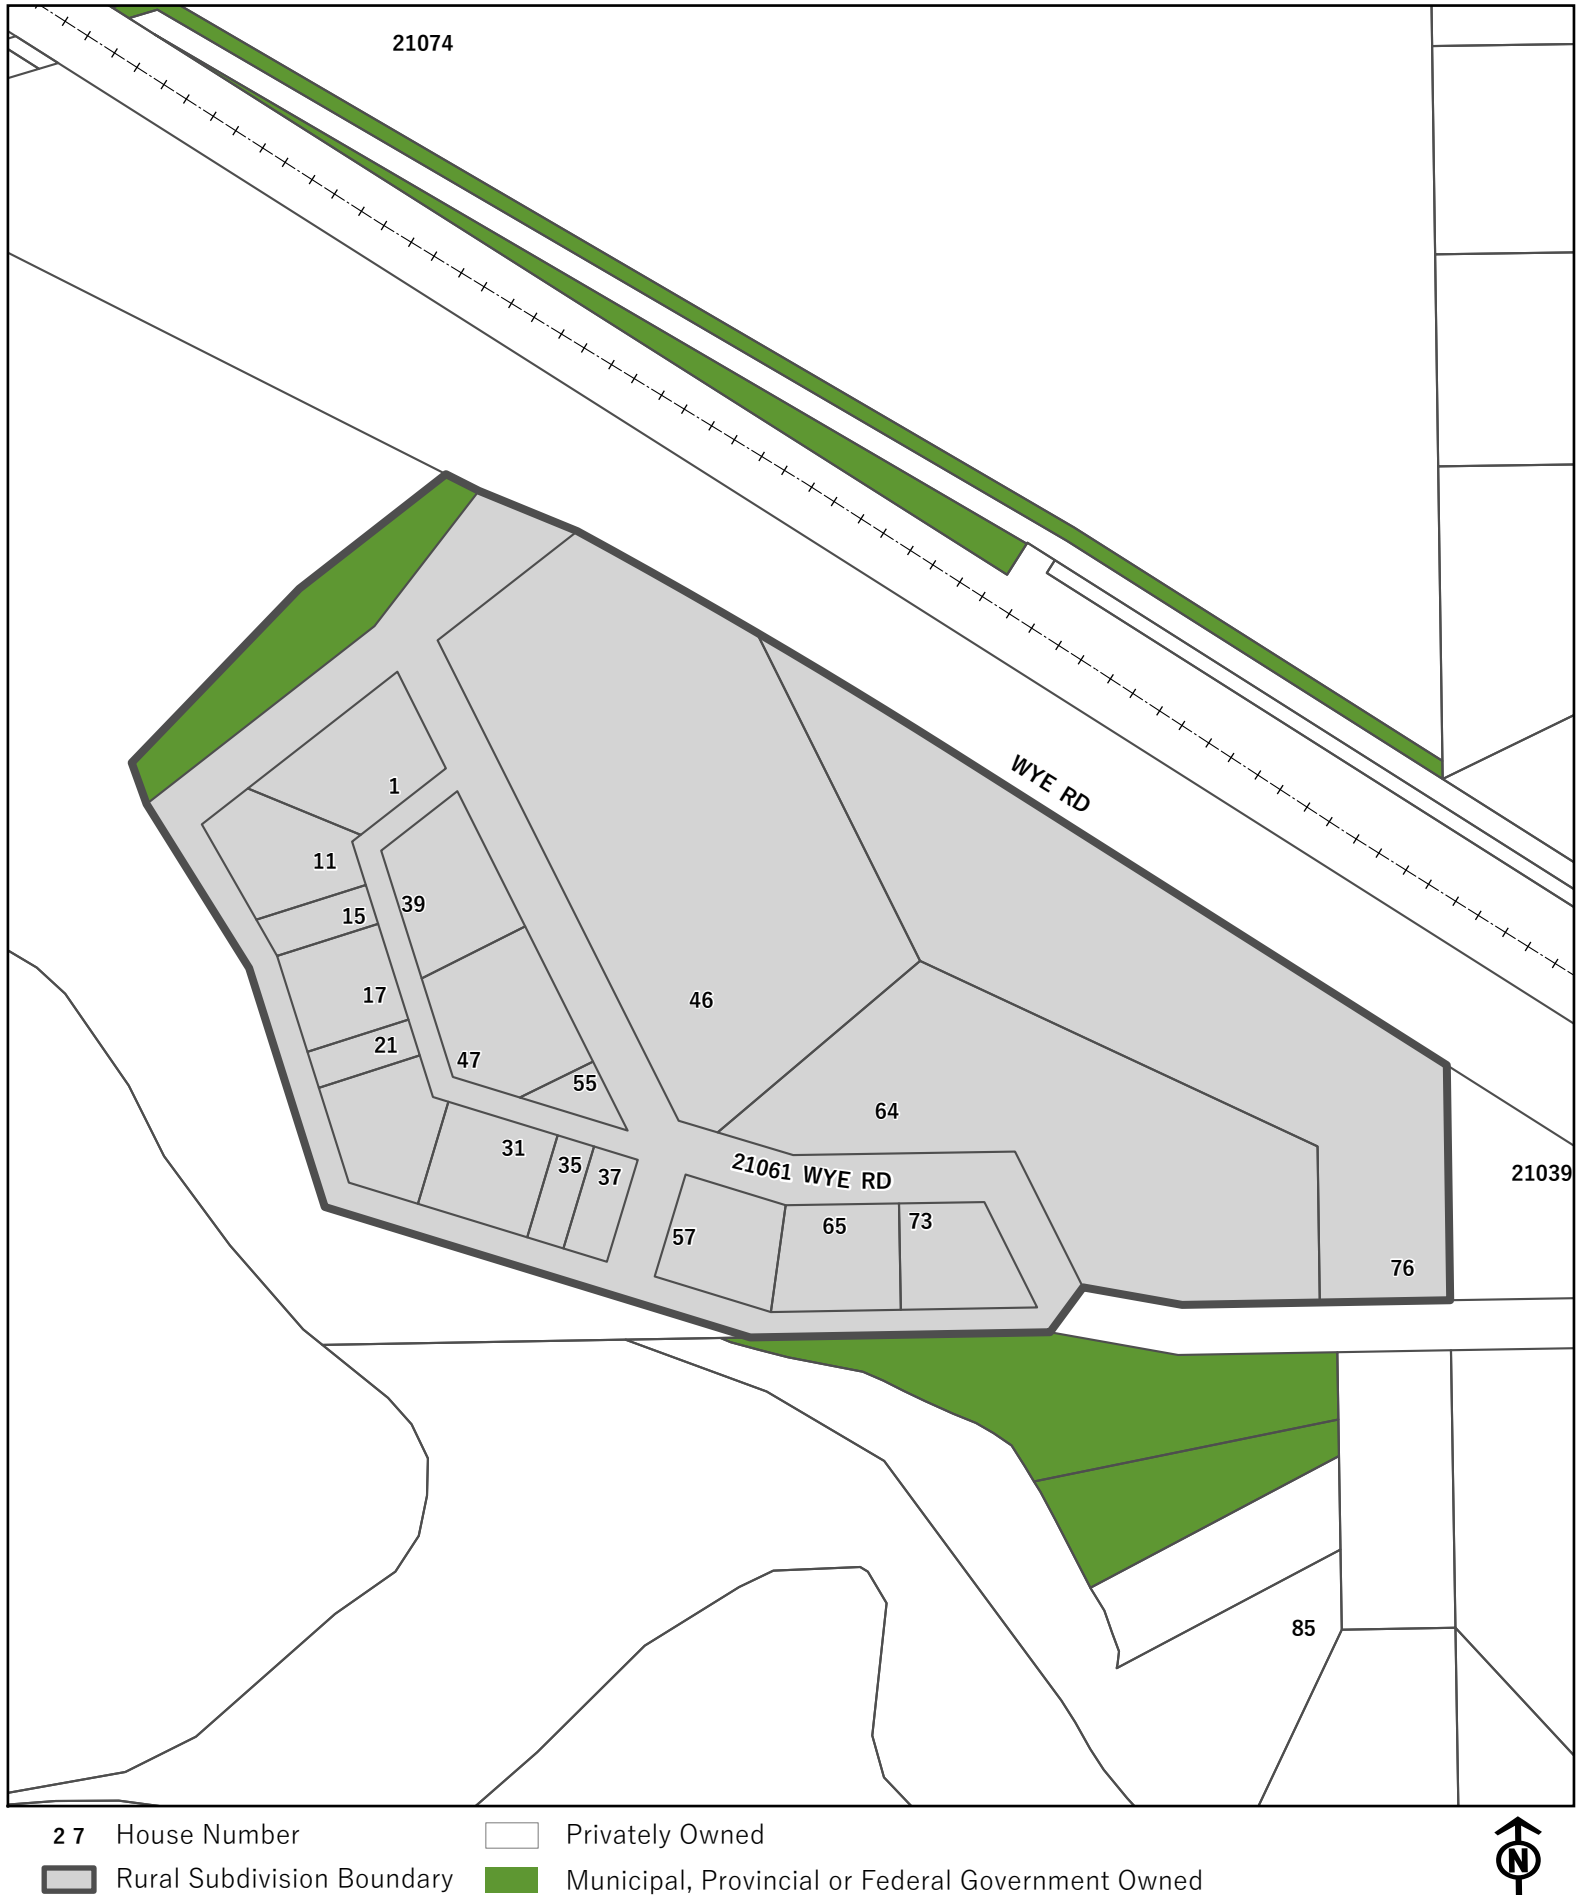 21074
WYE RD
1
11
39
15
17
46
21
47
55
64
31
35
37
21061 WYE RD
21039
57
65
73
76
85
27 House Number
Privately Owned
Rural Subdivision Boundary
Municipal, Provincial or Federal Government Owned
N